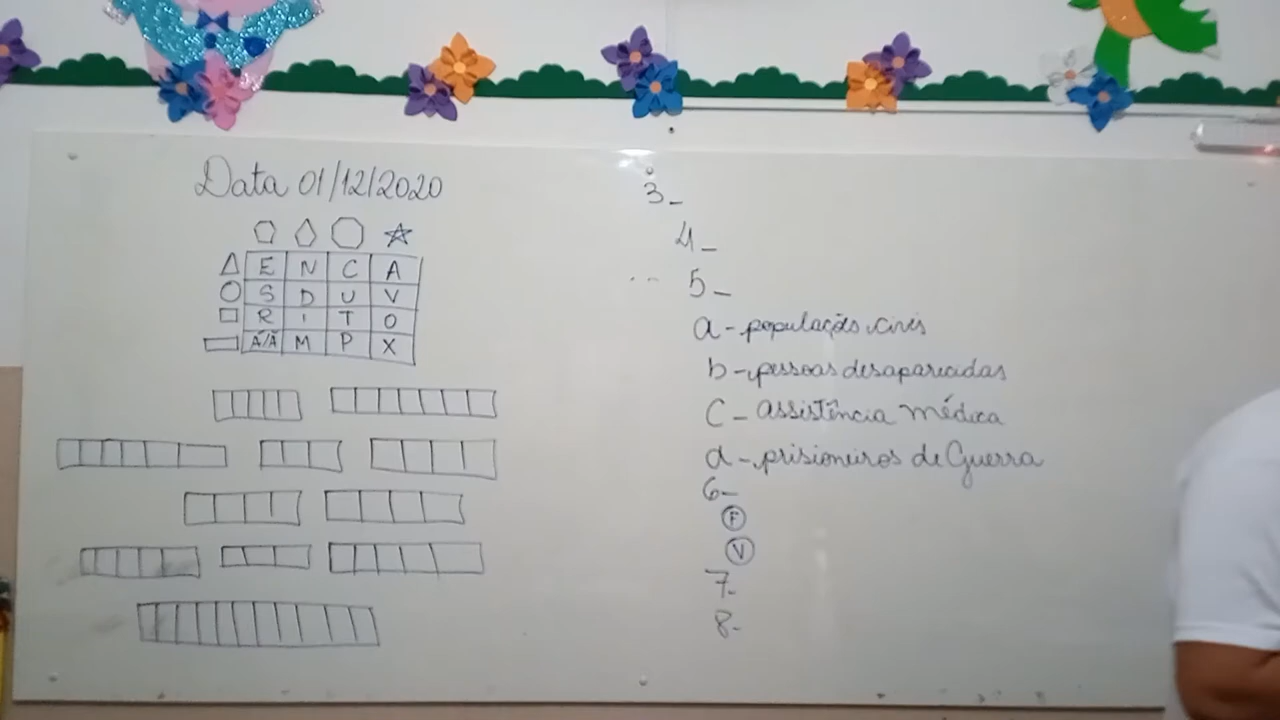 Data 01/12/2020
E N C A
S D U V
R I T O
Á/Ã M P X
3-
4-
5-
a - populações civis
b - pessoas desaparecidas
C - assistência médica
d - prisioneiros de Guerra
6-
F
V
7-
8-